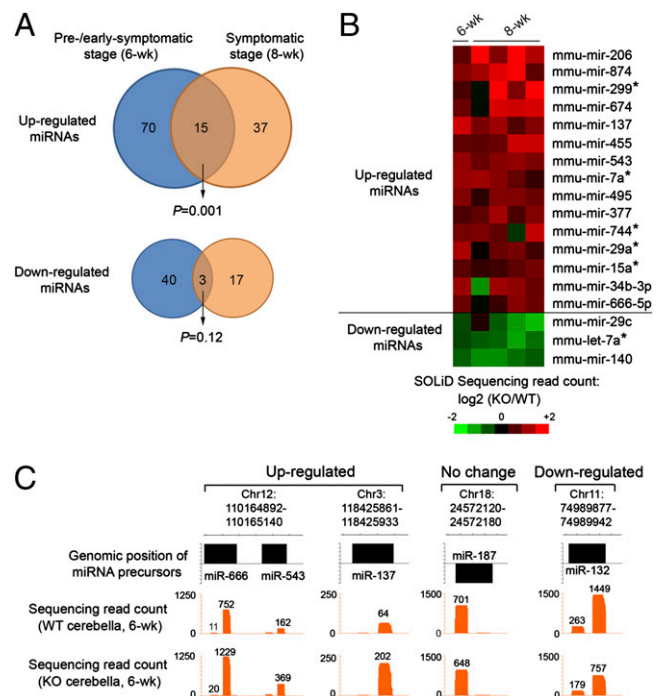 A
Pre-/early-symptomatic
stage (6-wk)
Symptomatic
stage (8-wk)
Up-regulated
miRNAs
70
15
37
P=0.001
Down-regulated
miRNAs
40
3
17
P=0.12
B
6-wk
8-wk
Up-regulated
miRNAs
Down-regulated
miRNAs
mmu-mir-206
mmu-mir-874
mmu-mir-299*
mmu-mir-674
mmu-mir-137
mmu-mir-455
mmu-mir-543
mmu-mir-7a*
mmu-mir-495
mmu-mir-377
mmu-mir-744*
mmu-mir-29a*
mmu-mir-15a*
mmu-mir-34b-3p
mmu-mir-666-5p
mmu-mir-29c
mmu-let-7a*
mmu-mir-140
SOLiD Sequencing read count:
log2 (KO/WT)
-2 0 +2
C
Up-regulated
No change
Down-regulated
Chr12:
110164892-
110165140
Chr3:
118425861-
118425933
Chr18:
24572120-
24572180
Chr11:
74989877-
74989942
Genomic position of
miRNA precursors
miR-666
miR-543
miR-137
miR-187
miR-132
Sequencing read count
(WT cerebella, 6-wk)
1250
0
11
752
162
250
0
64
1500
0
701
1500
0
263
1449
Sequencing read count
(KO cerebella, 6-wk)
1250
0
20
1229
369
250
0
202
1500
0
648
1500
0
179
757